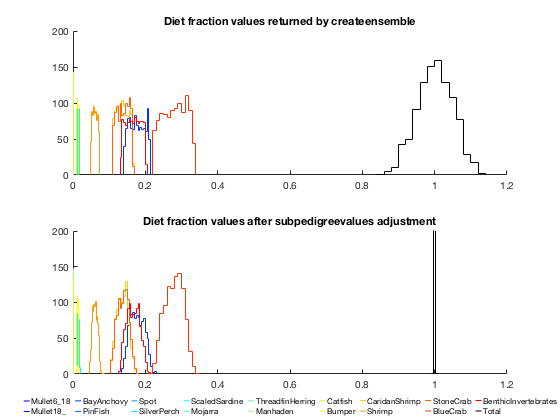 Diet fraction values returned by createensemble
200
150
100
50
0
0 0.2 0.4 0.6 0.8 1 1.2
Diet fraction values after subpedigreevalues adjustment
200
150
100
50
0
0 0.2 0.4 0.6 0.8 1 1.2
Mullet6_18 BayAnchovy Spot ScaledSardine ThreadfinHerring Catfish CaridanShrimp StoneCrab BenthicInvertebrates
Mullet18_ PinFish SilverPerch Mojarra Manhaden Bumper Shrimp BlueCrab Total